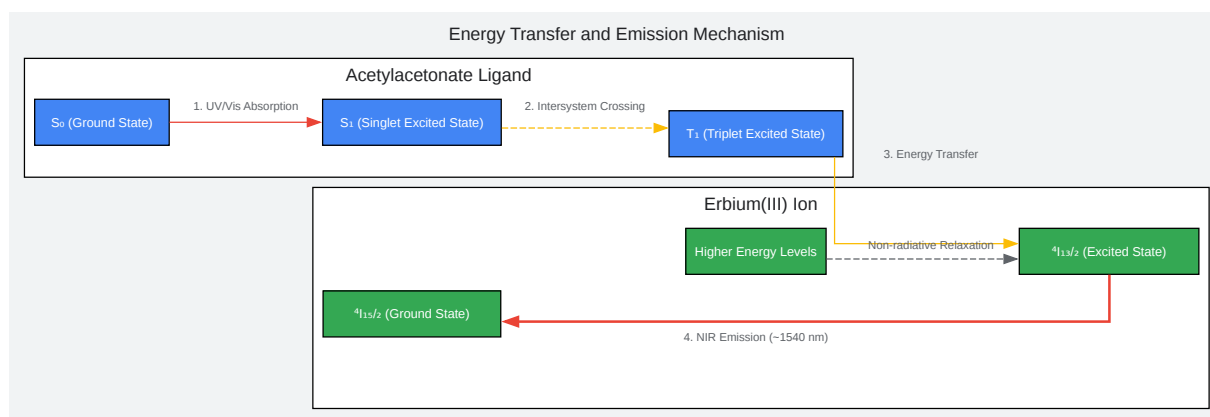 Energy Transfer and Emission Mechanism
Acetylacetonate Ligand
S₀ (Ground State)
1. UV/Vis Absorption
S₁ (Singlet Excited State)
2. Intersystem Crossing
T₁ (Triplet Excited State)
3. Energy Transfer
Erbium(III) Ion
Higher Energy Levels
Non-radiative Relaxation
⁴I₁₃/₂ (Excited State)
⁴I₁₅/₂ (Ground State)
4. NIR Emission (~1540 nm)